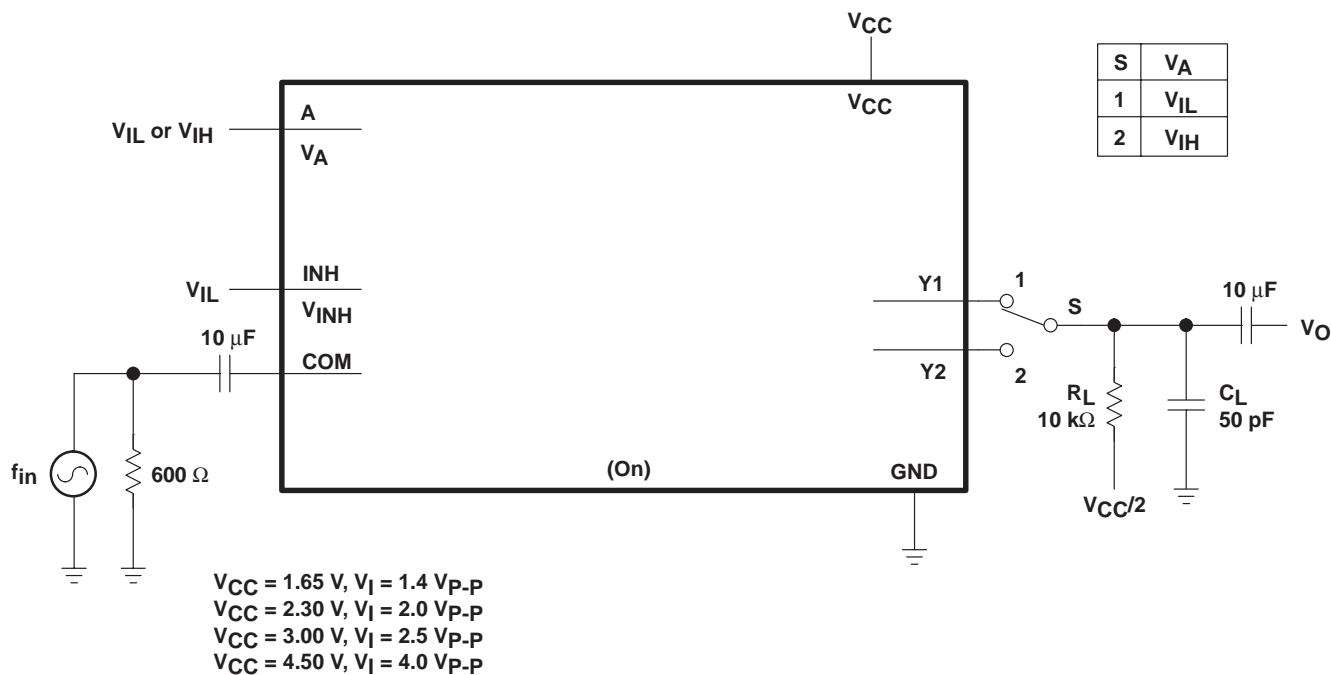 VCC
S VA
1 VIL
2 VIH
VCC
A
VIL or VIH
VA
INH
VIL
VINH
10 μF
COM
Y1
1
S
10 μF
VO
Y2
2
RL
10 kΩ
CL
50 pF
fin
600 Ω
(On)
GND
VCC/2
VCC = 1.65 V, VI = 1.4 VP-P
VCC = 2.30 V, VI = 2.0 VP-P
VCC = 3.00 V, VI = 2.5 VP-P
VCC = 4.50 V, VI = 4.0 VP-P